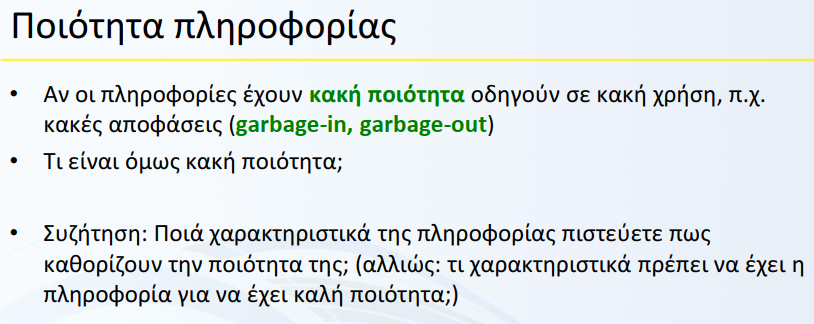 Ποιότητα πληροφορίας
• Αν οι πληροφορίες έχουν κακή ποιότητα οδηγούν σε κακή χρήση, π.χ.
κακές αποφάσεις (garbage-in, garbage-out)
• Τι είναι όμως κακή ποιότητα;
• Συζήτηση: Ποιά χαρακτηριστικά της πληροφορίας πιστεύετε πως
καθορίζουν την ποιότητα της; (αλλιώς: τι χαρακτηριστικά πρέπει να έχει η
πληροφορία για να έχει καλή ποιότητα;)